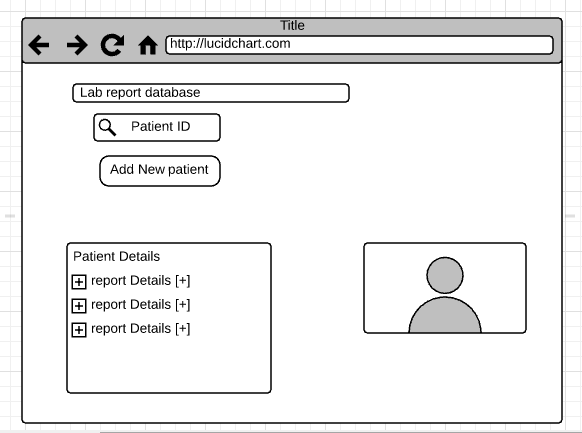 Title
http://lucidchart.com
Lab report database
Patient ID
Add New patient
Patient Details
report Details [+]
report Details [+]
report Details [+]